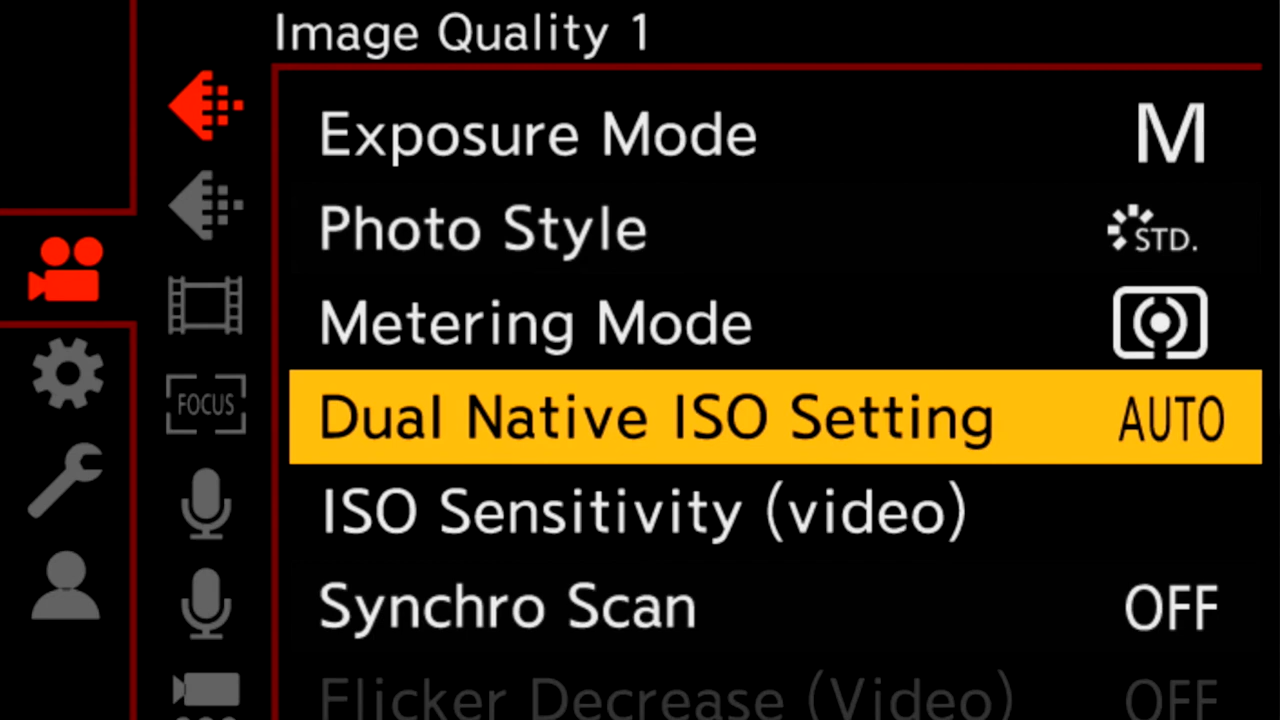 Image Quality 1
Exposure Mode M
Photo Style STD.
Metering Mode
Dual Native ISO Setting AUTO
FOCUS
ISO Sensitivity (video)
Synchro Scan OFF
Flicker Decrease (Video) OFF